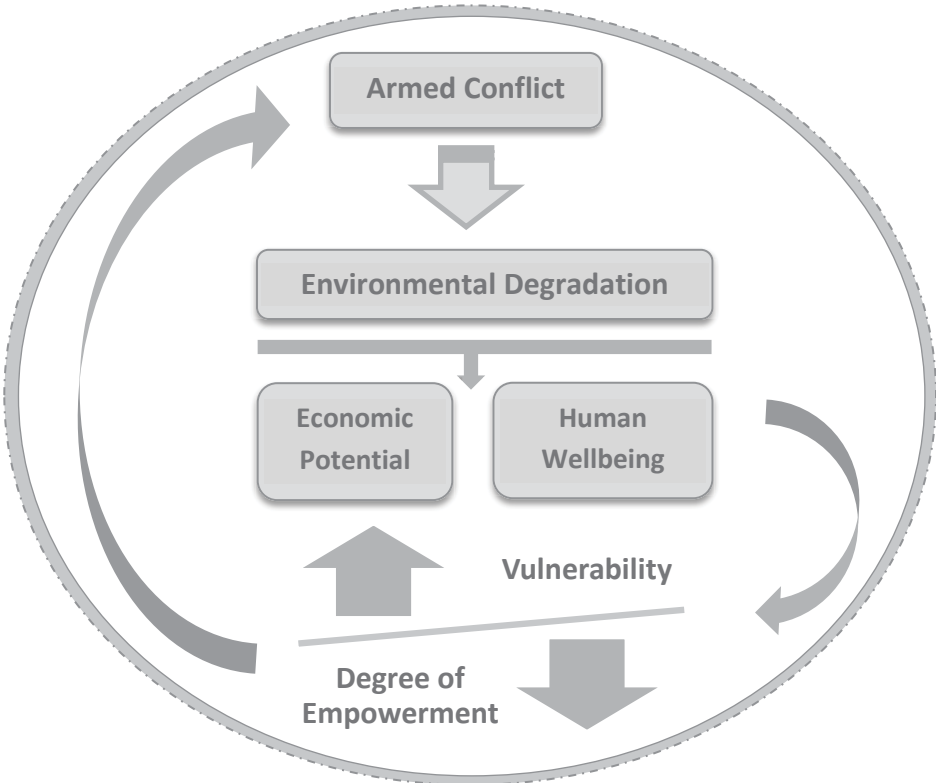 Armed Conflict
Environmental Degradation
Economic
Potential
Human
Wellbeing
Vulnerability
Degree of
Empowerment